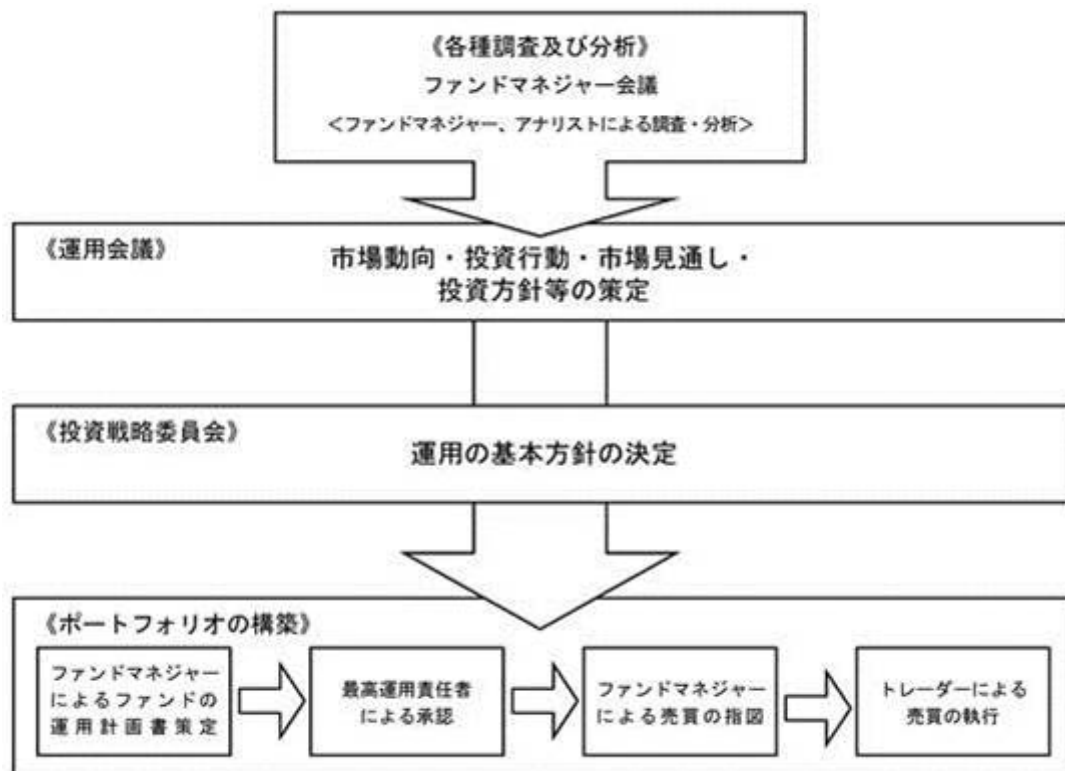 《各種調査及び分析》
ファンドマネジャー会議
<ファンドマネジャー、アナリストによる調査・分析>
《運用会議》
市場動向・投資行動・市場見通し・
投資方針等の策定
《投資戦略委員会》
運用の基本方針の決定
《ポートフォリオの構築》
ファンドマネジャー
によるファンドの
運用計画書策定
最高運用責任者
による承認
ファンドマネジャー
による売買の指図
トレーダーによる
売買の執行